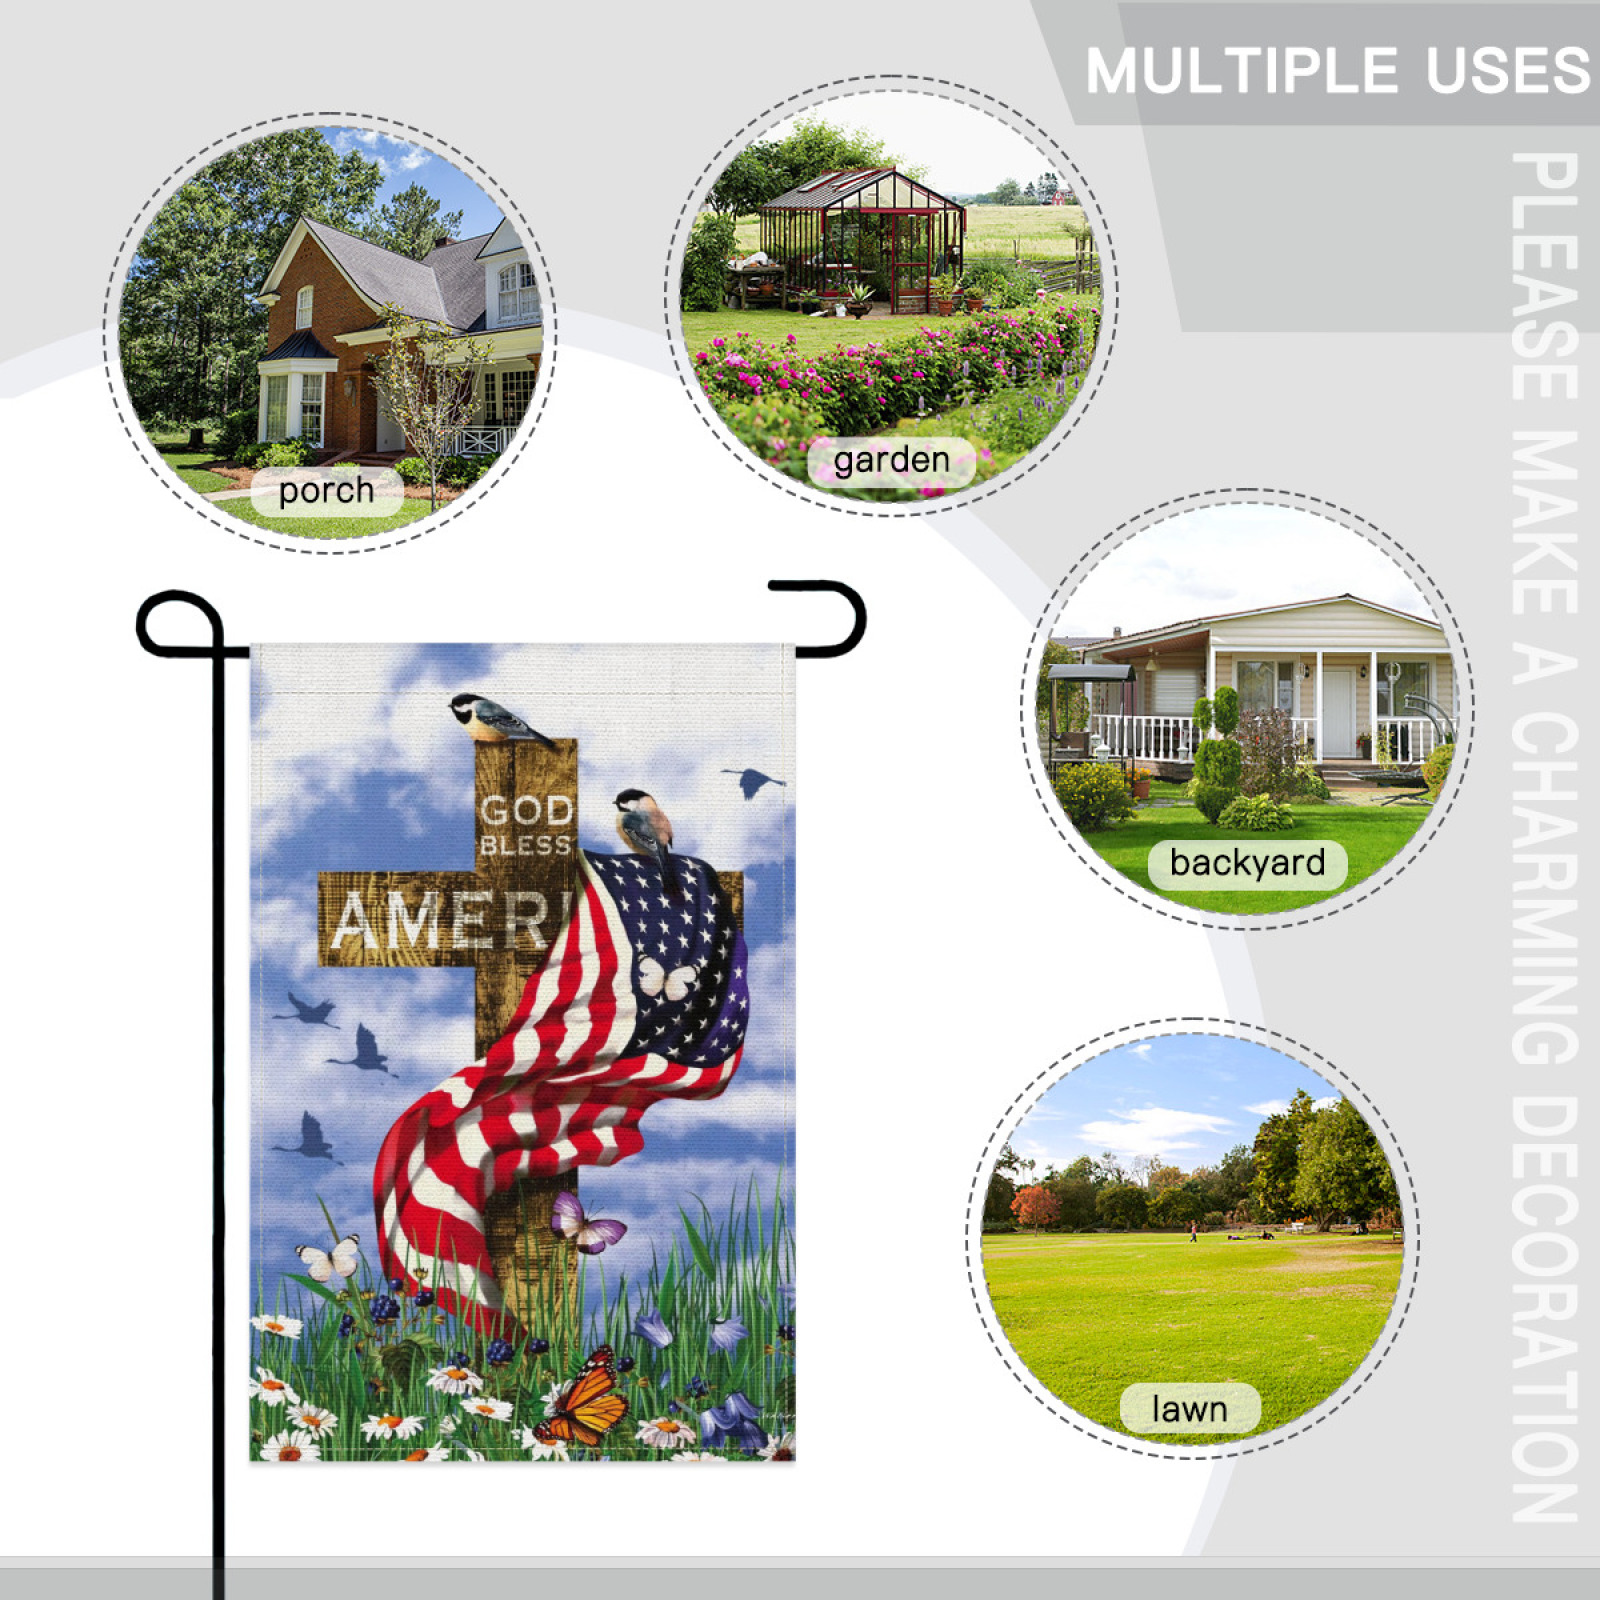 MULTIPLE USES
PLEASE MAKE A CHARMING DECORATION
porch
garden
backyard
lawn
GOD
BLESS
AMERI